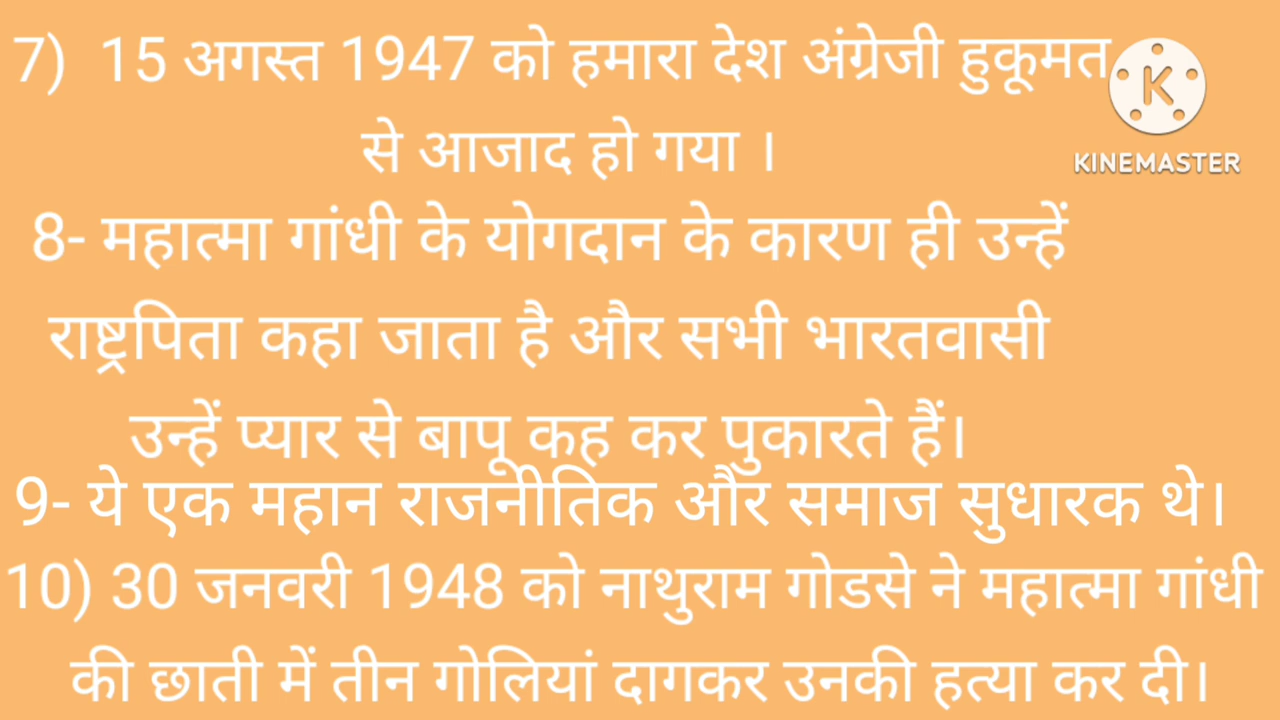 7) 15 अगस्त 1947 को हमारा देश अंग्रेजी हुकूमत
से आजाद हो गया ।
K
KINEMASTER
8- महात्मा गांधी के योगदान के कारण ही उन्हें
राष्ट्रपिता कहा जाता है और सभी भारतवासी
उन्हें प्यार से बापू कह कर पुकारते हैं।
9- ये एक महान राजनीतिक और समाज सुधारक थे।
10) 30 जनवरी 1948 को नाथुराम गोडसे ने महात्मा गांधी
की छाती में तीन गोलियां दागकर उनकी हत्या कर दी।